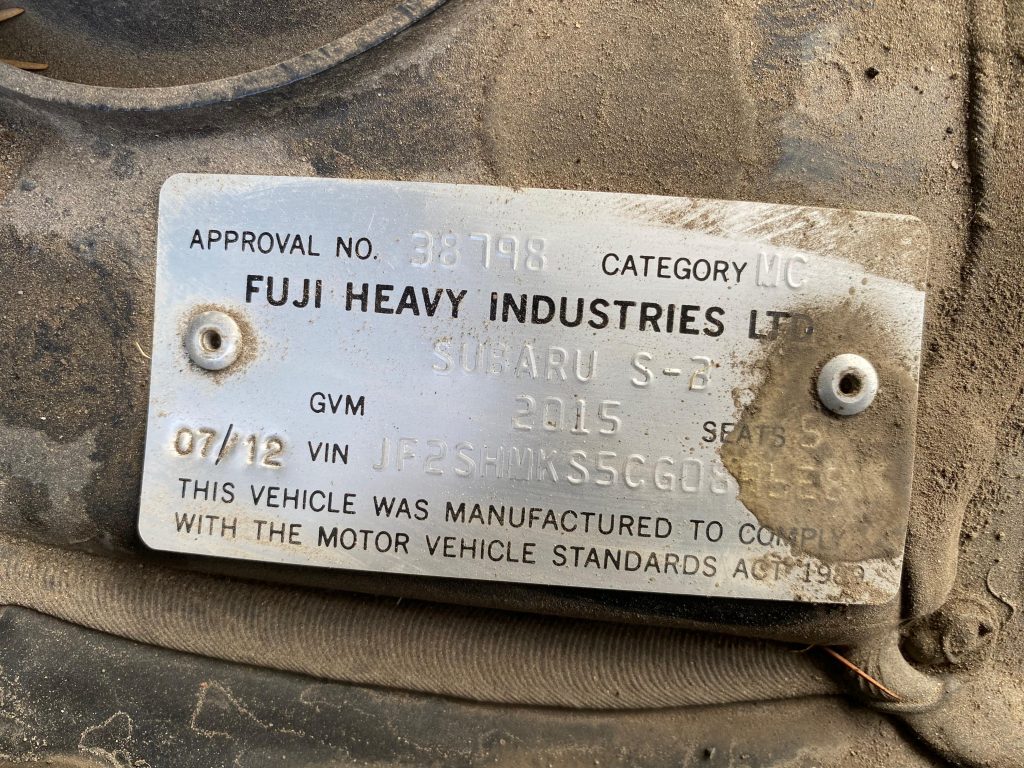 APPROVAL NO. 38798 CATEGORY MC
FUJI HEAVY INDUSTRIES LTD
SUBARU S-3
GVM 2015 SEATS 5
07/12 VIN
THIS VEHICLE WAS MANUFACTURED TO COMPLY
WITH THE MOTOR VEHICLE STANDARDS ACT 1989